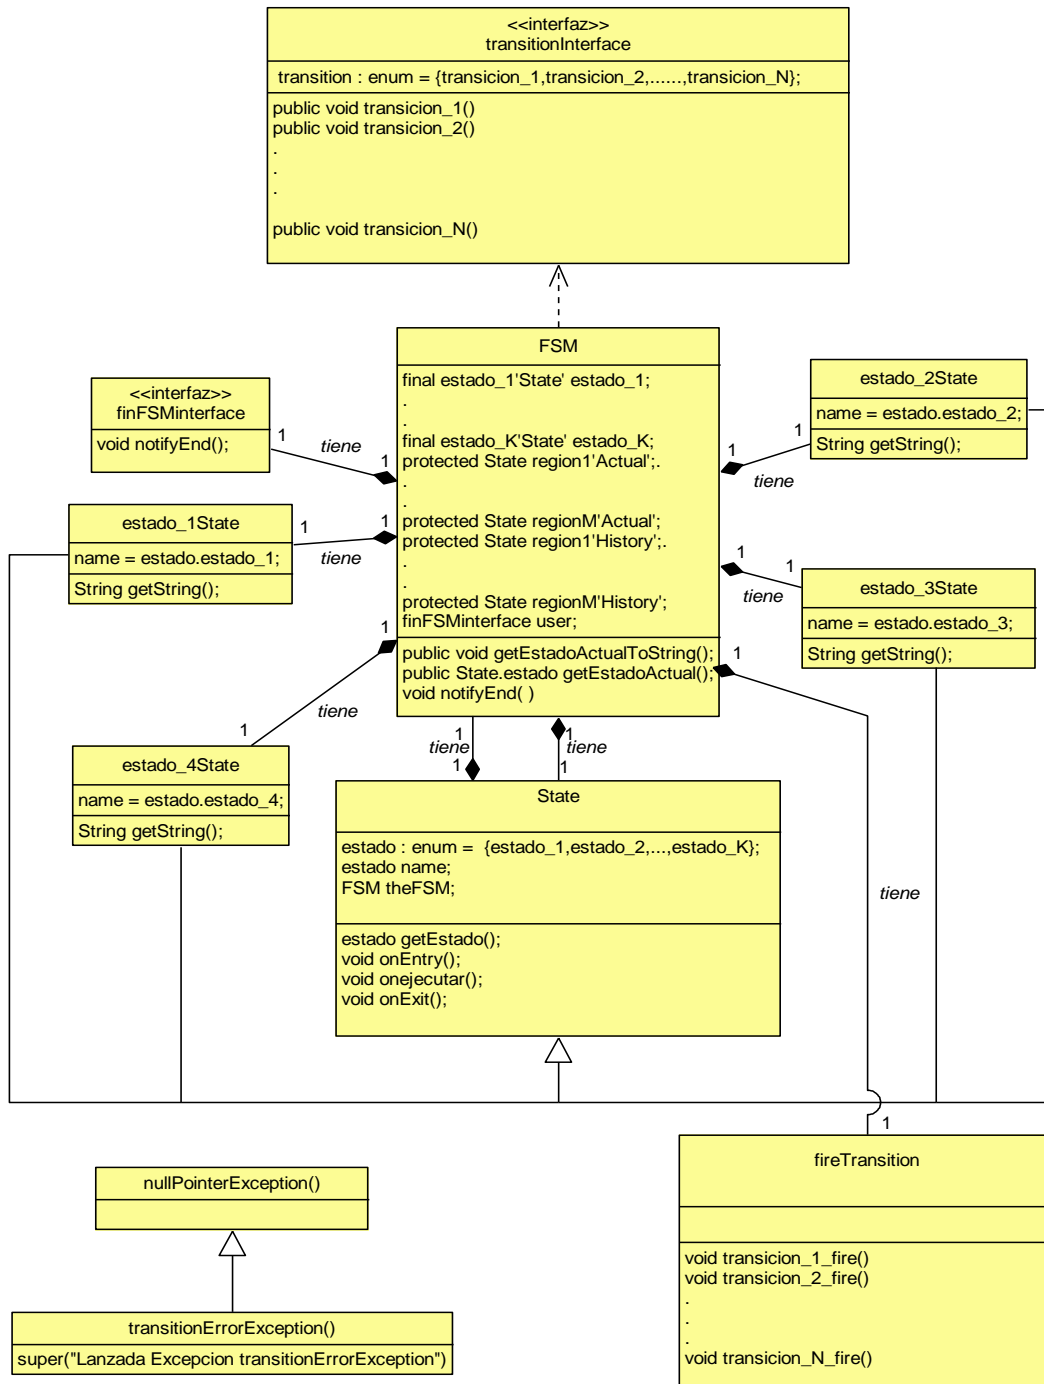 <<interfaz>>
transitionInterface
transition : enum = {transicion_1,transicion_2,......,transicion_N};
public void transicion_1()
public void transicion_2()
.
.
.
public void transicion_N()
FSM
final estado_1'State' estado_1;
.
.
final estado_K'State' estado_K;
protected State region1'Actual';.
.
.
protected State regionM'Actual';
protected State region1'History';.
.
.
protected State regionM'History';
finFSMinterface user;
public void getEstadoActualToString();
public State.estado getEstadoActual();
void notifyEnd( )
<<interfaz>>
finFSMinterface
void notifyEnd();
1
tiene
1
estado_2State
name = estado.estado_2;
String getString();
1
1
tiene
estado_1State
name = estado.estado_1;
String getString();
1
1
tiene
estado_3State
name = estado.estado_3;
String getString();
1
1
tiene
1
tiene
1
estado_4State
name = estado.estado_4;
String getString();
1
1
tiene
1
1
tiene
1
State
estado : enum =  {estado_1,estado_2,...,estado_K};
estado name;
FSM theFSM;
estado getEstado();
void onEntry();
void onejecutar();
void onExit();
tiene
1
fireTransition
void transicion_1_fire()
void transicion_2_fire()
.
.
.
void transicion_N_fire()
nullPointerException()
transitionErrorException()
super("Lanzada Excepcion transitionErrorException")